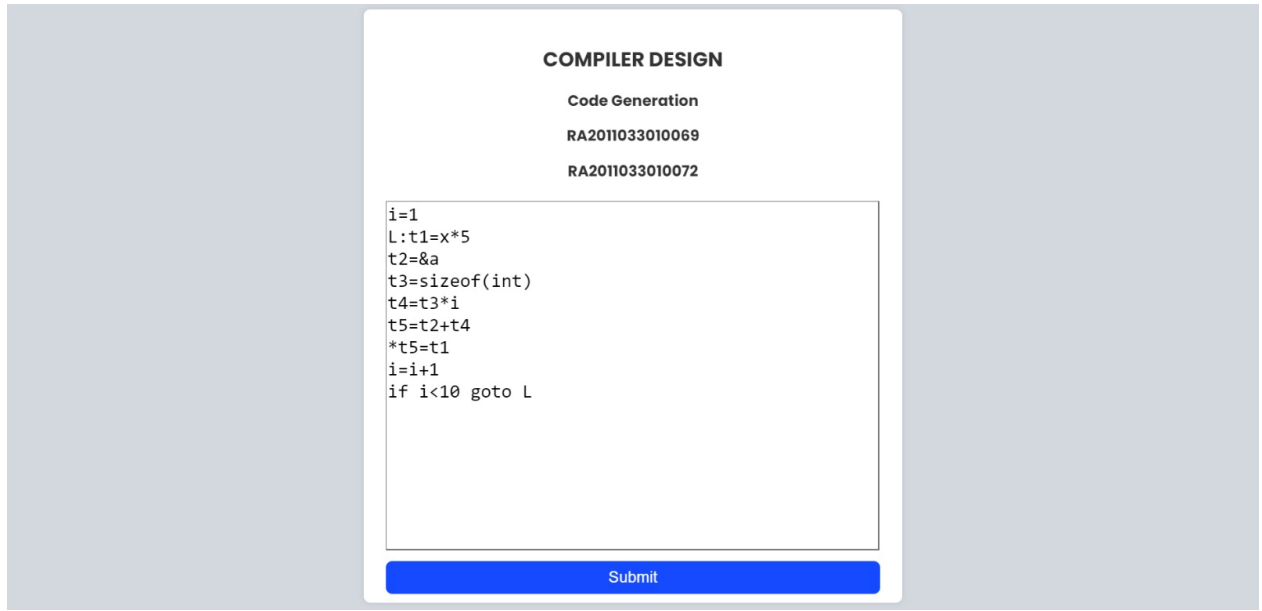 COMPILER DESIGN
Code Generation
RA2011033010069
RA2011033010072
i=1
L:t1=x*5
t2=&a
t3=sizeof(int)
t4=t3*i
t5=t2+t4
*t5=t1
i=i+1
if i<10 goto L
Submit